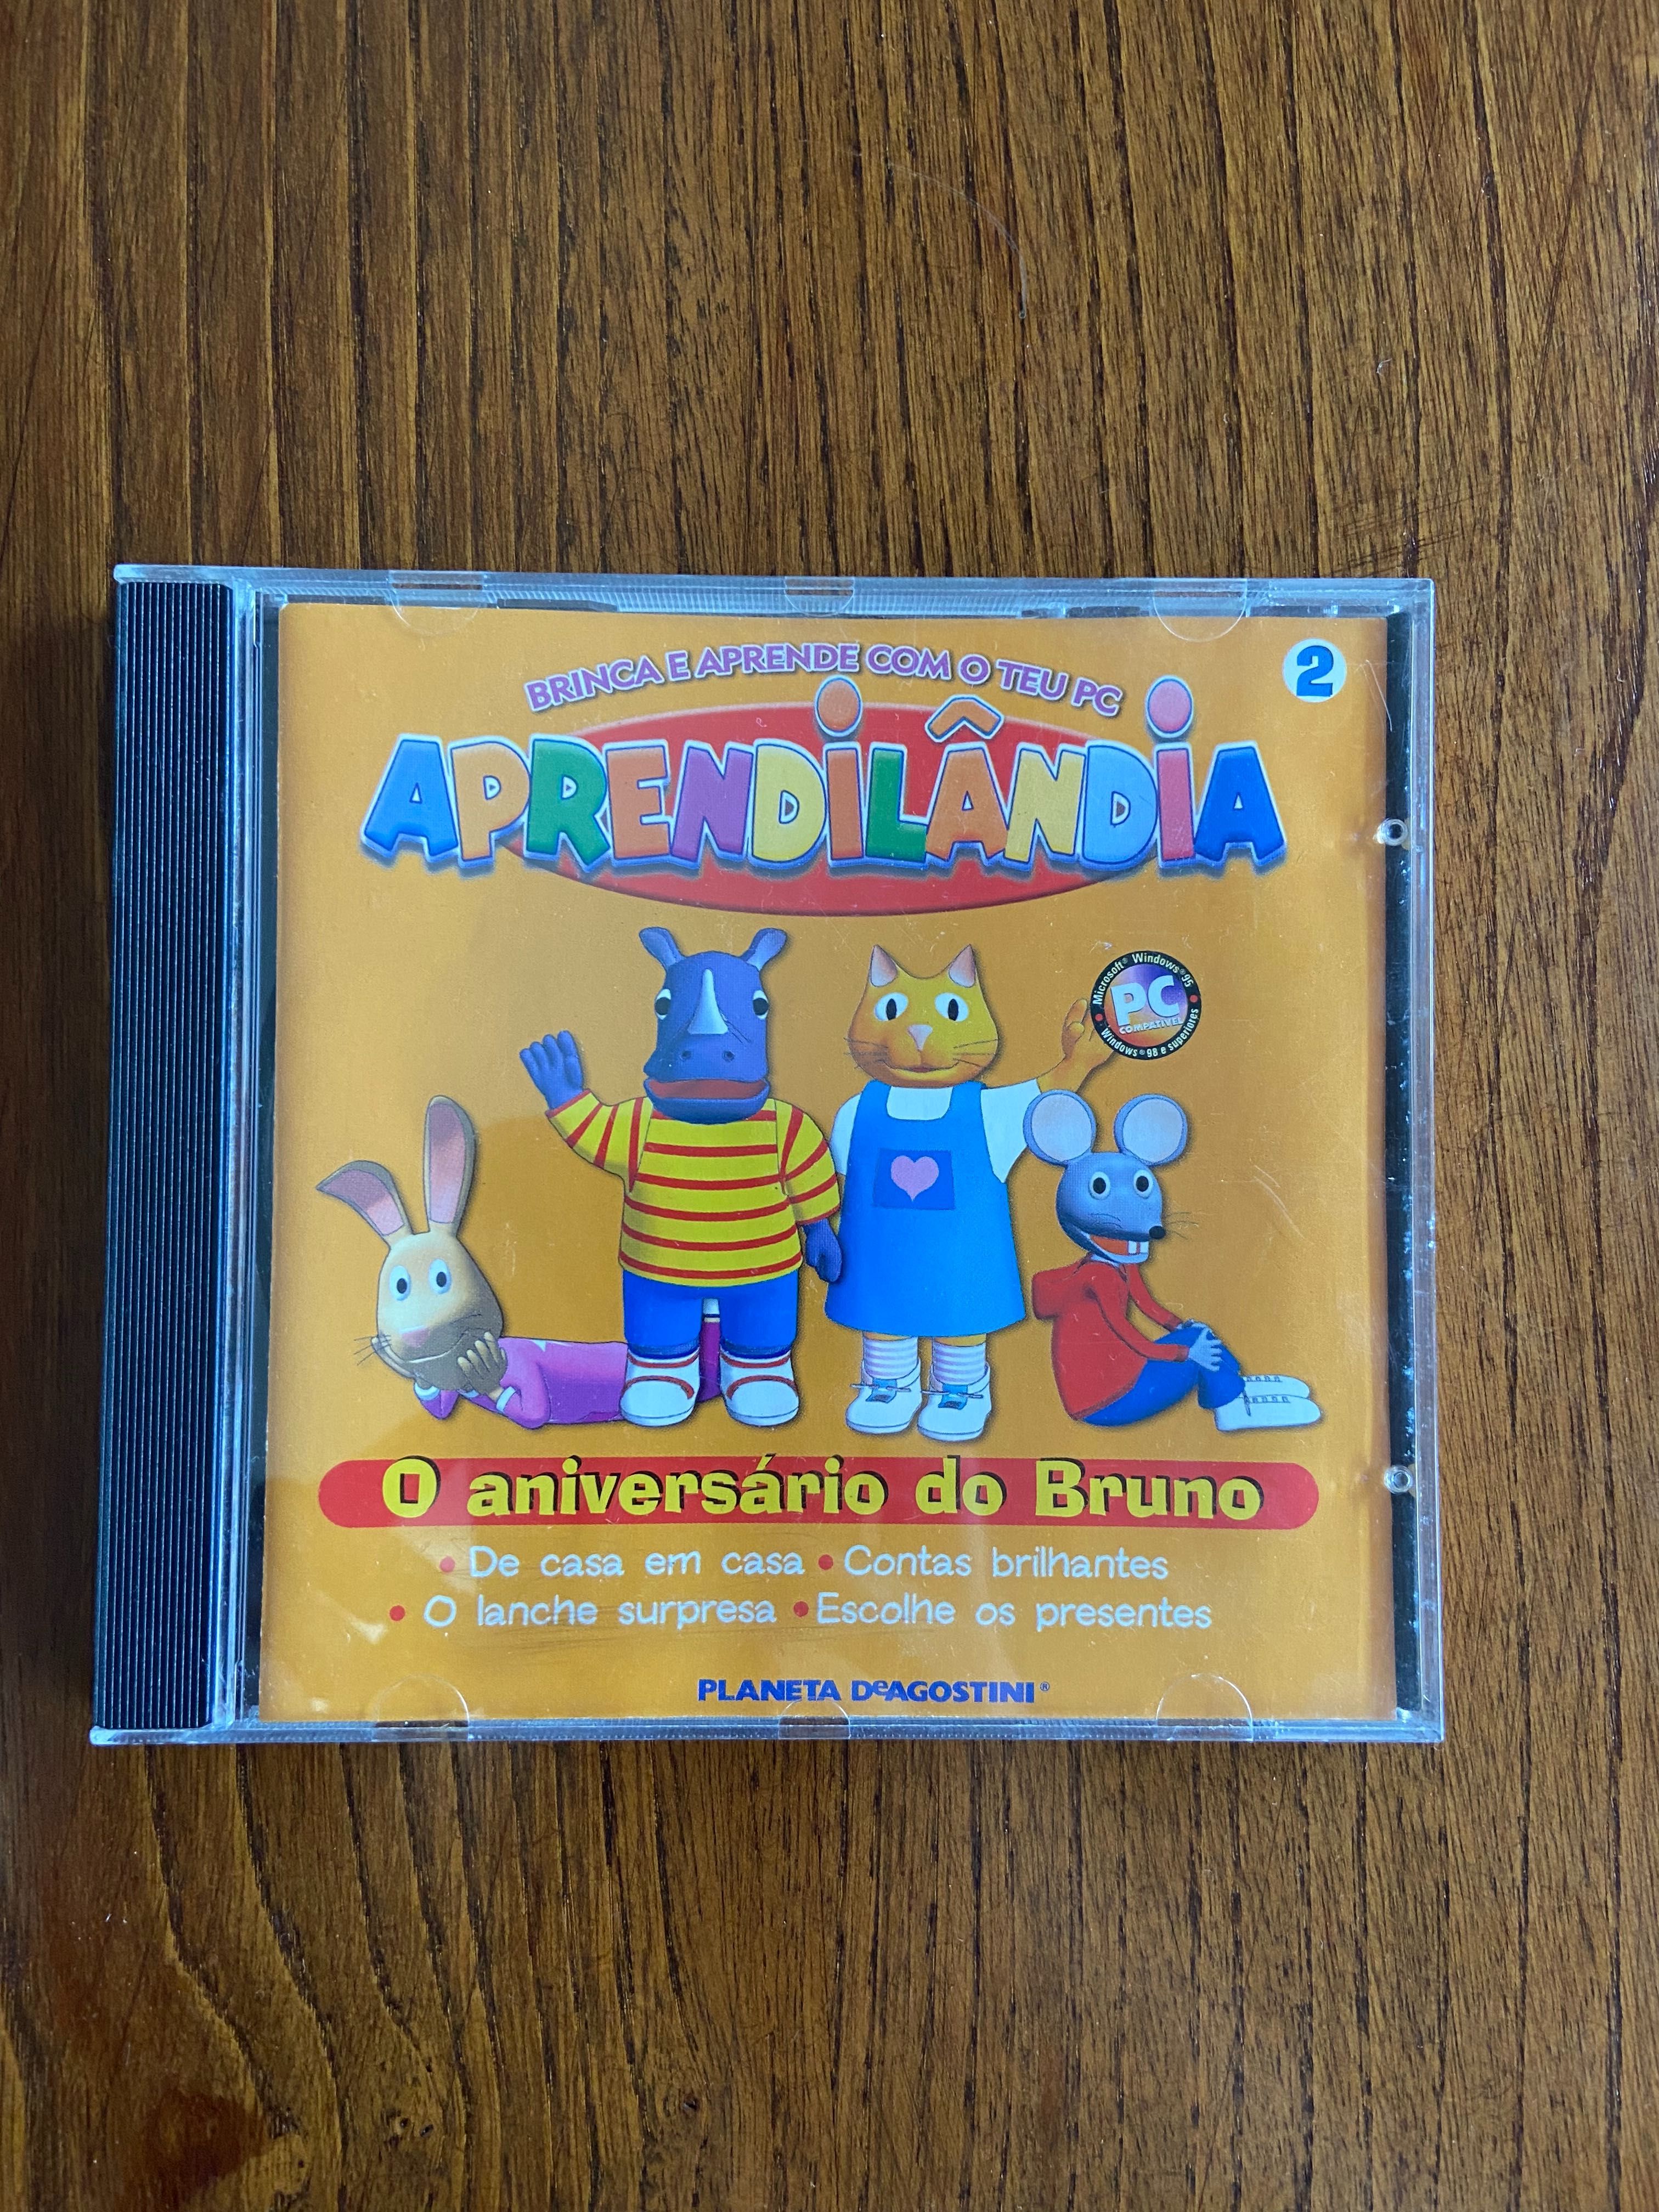 BRINCA E APRENDE COM O TEU PC
2
APRENDILÂNDIA
Microsoft® Windows®95
PC
COMPATÍVEL
Windows®98 e superiores
O aniversário do Bruno
• De casa em casa • Contas brilhantes
• O lanche surpresa • Escolhe os presentes
PLANETA DeAGOSTINI®